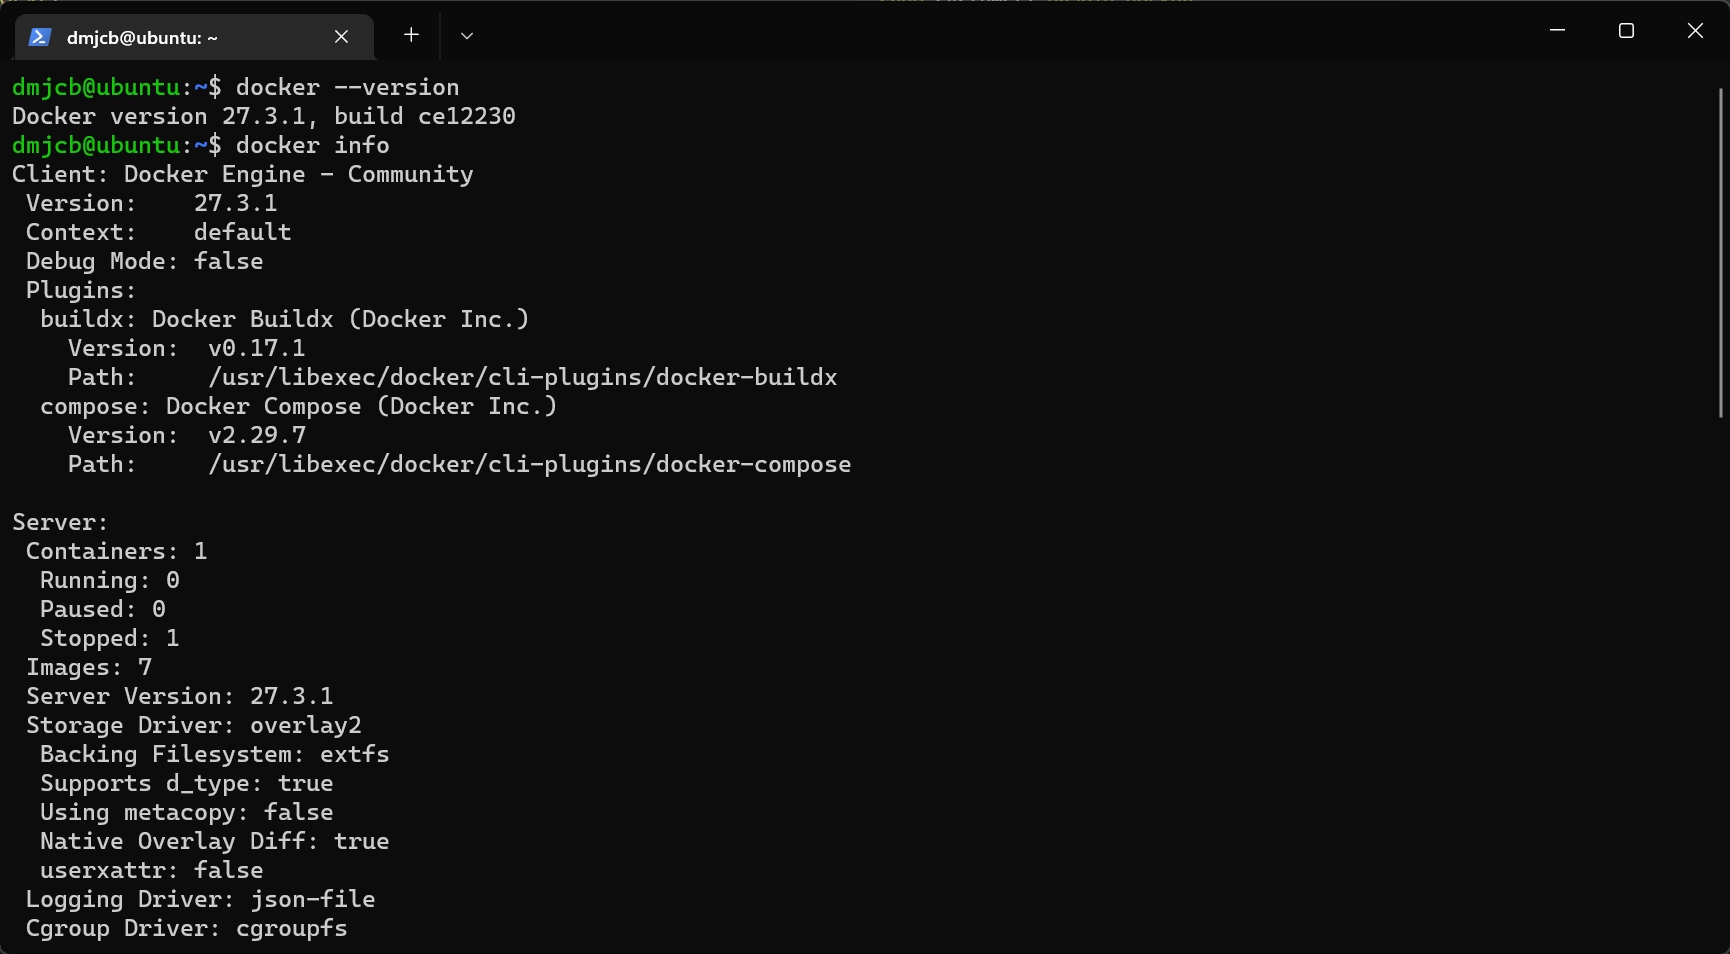 dmjcb@ubuntu: ~
dmjcb@ubuntu:~$ docker --version
Docker version 27.3.1, build ce12230
dmjcb@ubuntu:~$ docker info
Client: Docker Engine - Community
 Version:    27.3.1
 Context:    default
 Debug Mode: false
 Plugins:
  buildx: Docker Buildx (Docker Inc.)
    Version:  v0.17.1
    Path:     /usr/libexec/docker/cli-plugins/docker-buildx
  compose: Docker Compose (Docker Inc.)
    Version:  v2.29.7
    Path:     /usr/libexec/docker/cli-plugins/docker-compose

Server:
 Containers: 1
  Running: 0
  Paused: 0
  Stopped: 1
 Images: 7
 Server Version: 27.3.1
 Storage Driver: overlay2
  Backing Filesystem: extfs
  Supports d_type: true
  Using metacopy: false
  Native Overlay Diff: true
  userxattr: false
 Logging Driver: json-file
 Cgroup Driver: cgroupfs